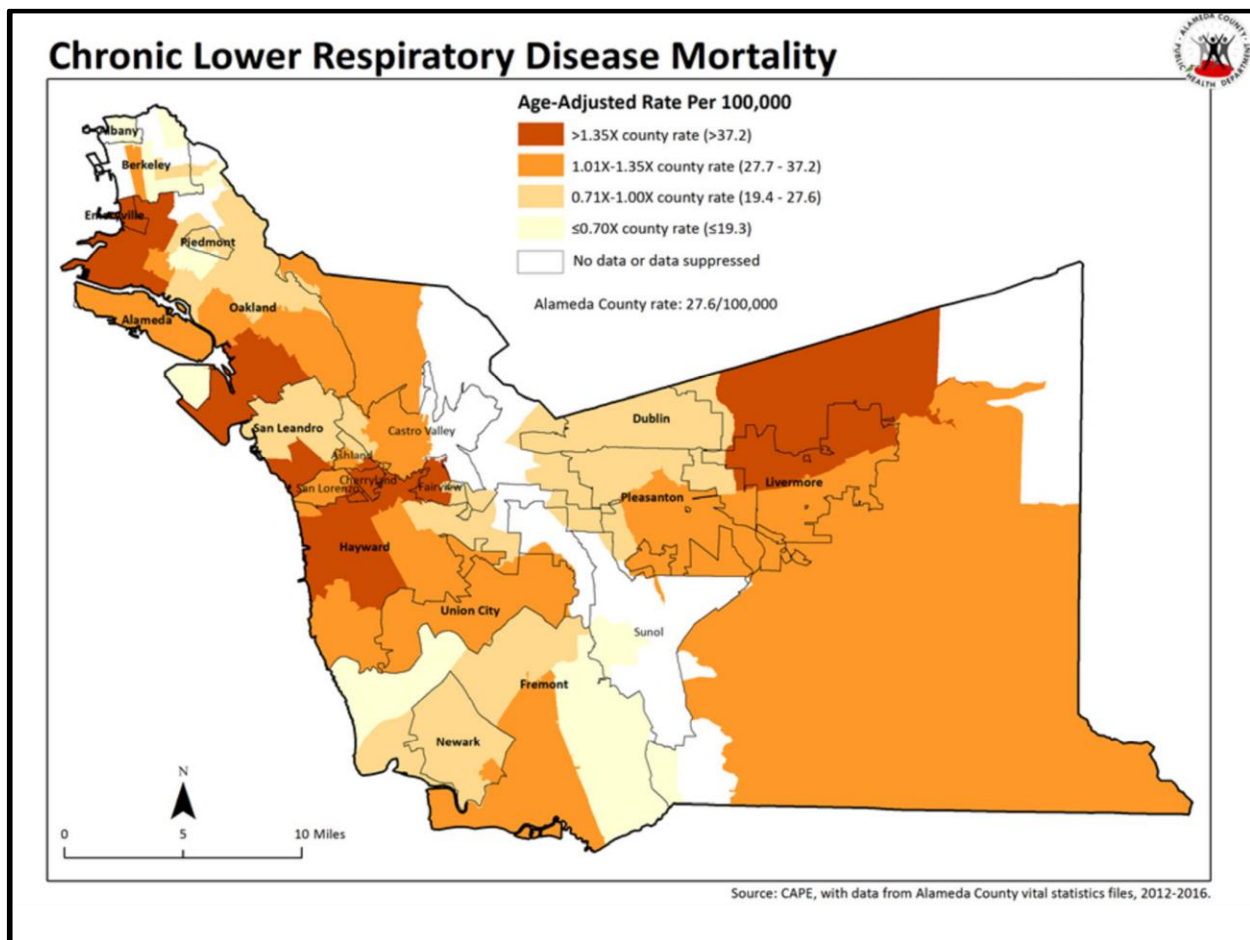 Chronic Lower Respiratory Disease Mortality
ALAMEDA COUNTY
PUBLIC HEALTH DEPARTMENT
Age-Adjusted Rate Per 100,000
>1.35X county rate (>37.2)
1.01X-1.35X county rate (27.7 - 37.2)
0.71X-1.00X county rate (19.4 - 27.6)
≤0.70X county rate (≤19.3)
No data or data suppressed
Alameda County rate: 27.6/100,000
Albany
Berkeley
Emeryville
Piedmont
Oakland
Alameda
San Leandro
Castro Valley
Ashland
Cherryland
San Lorenzo
Fairview
Dublin
Livermore
Pleasanton
Hayward
Union City
Sunol
Fremont
Newark
N
0 5 10 Miles
Source: CAPE, with data from Alameda County vital statistics files, 2012-2016.